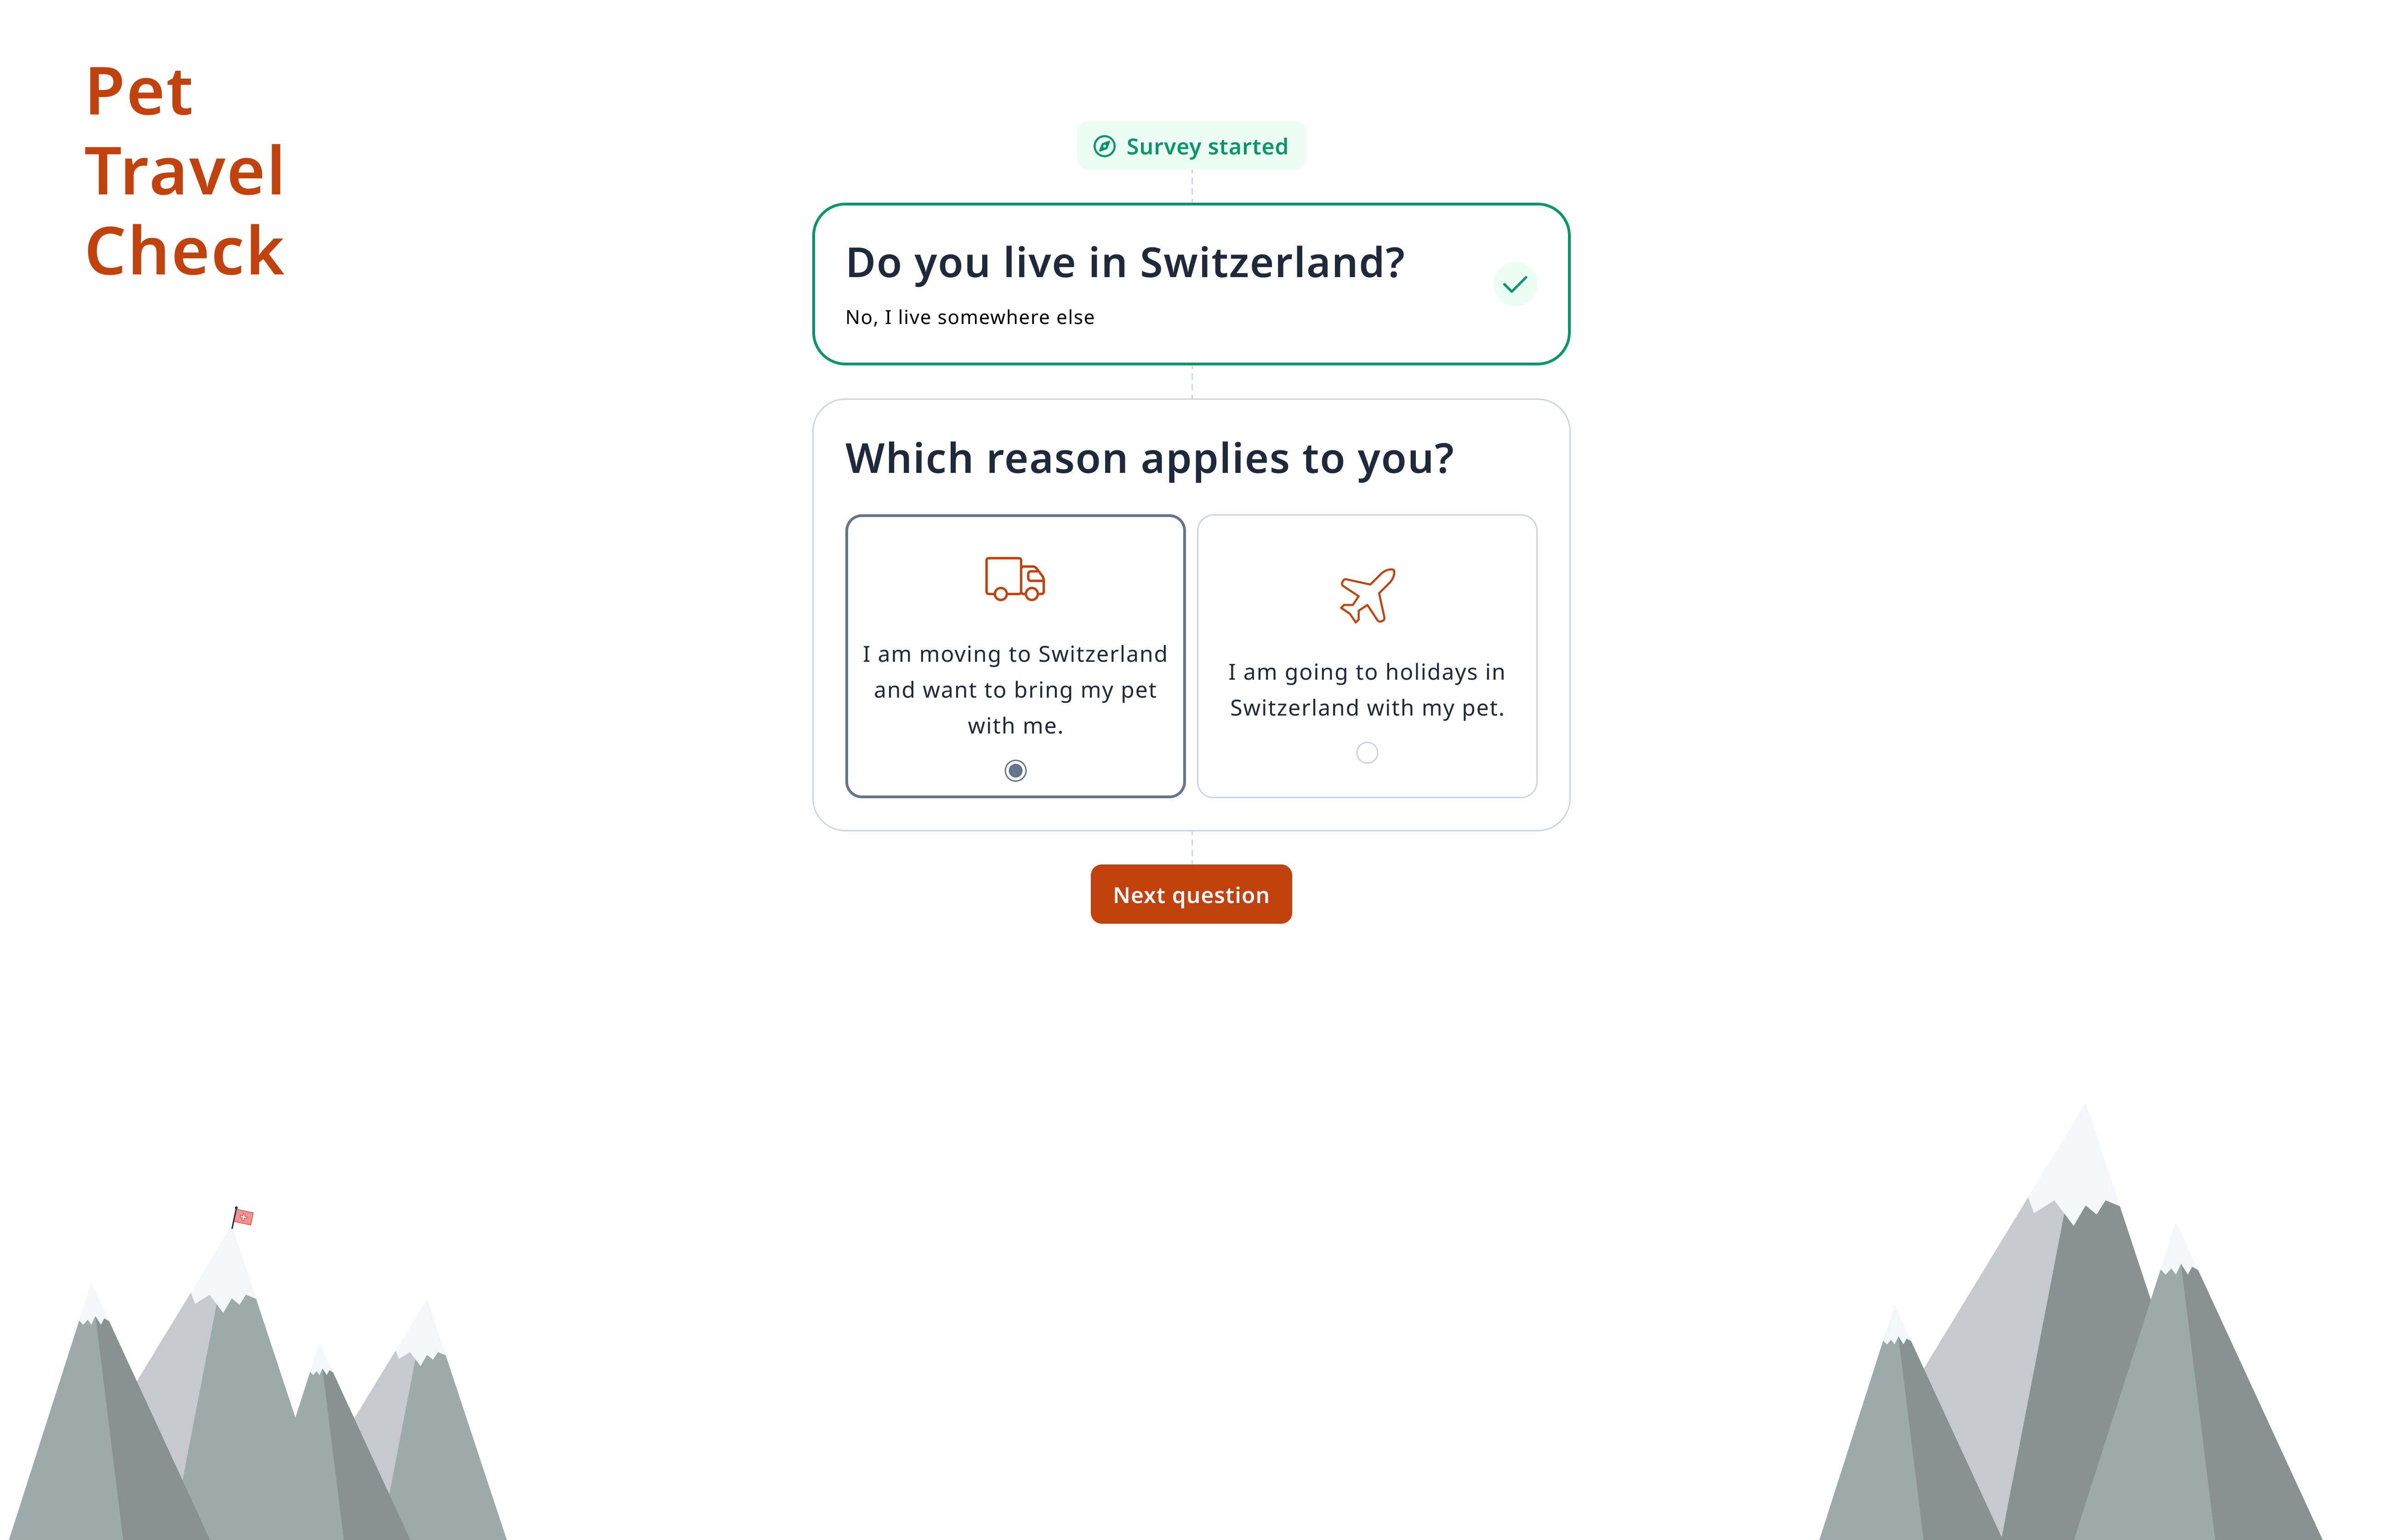 Pet
Travel
Check
Survey started
Do you live in Switzerland?
No, I live somewhere else
Which reason applies to you?
I am moving to Switzerland
and want to bring my pet
with me.
I am going to holidays in
Switzerland with my pet.
Next question